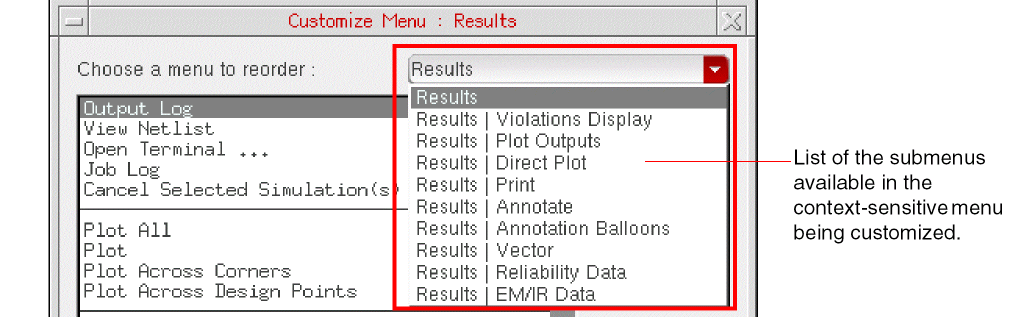 Customize Menu : Results
Choose a menu to reorder :
Results
Output Log
View Netlist
Open Terminal ...
Job Log
Cancel Selected Simulation(s)
Plot All
Plot
Plot Across Corners
Plot Across Design Points
Results
Results | Violations Display
Results | Plot Outputs
Results | Direct Plot
Results | Print
Results | Annotate
Results | Annotation Balloons
Results | Vector
Results | Reliability Data
Results | EM/IR Data
List of the submenus
available in the
context-sensitive menu
being customized.